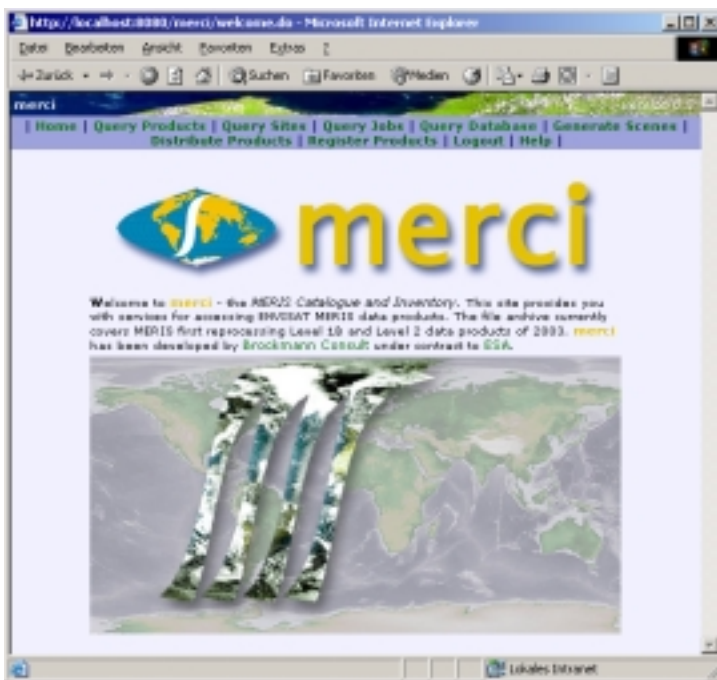 http://localhost:8080/merci/welcome.do - Microsoft Internet Explorer
Datei Bearbeiten Ansicht Favoriten Extras ?
Zurück Suchen Favoriten Medien
merci
| Home | Query Products | Query Sites | Query Jobs | Query Database | Generate Scenes |
Distribute Products | Register Products | Logout | Help |
merci
Welcome to merci - the MERIS Catalogue and Inventory. This site provides you
with services for accessing ENVISAT MERIS data products. The file archive currently
covers MERIS first reprocessing Level 1B and Level 2 data products of 2003. merci
has been developed by Brockmann Consult under contract to ESA.
Lokales Intranet